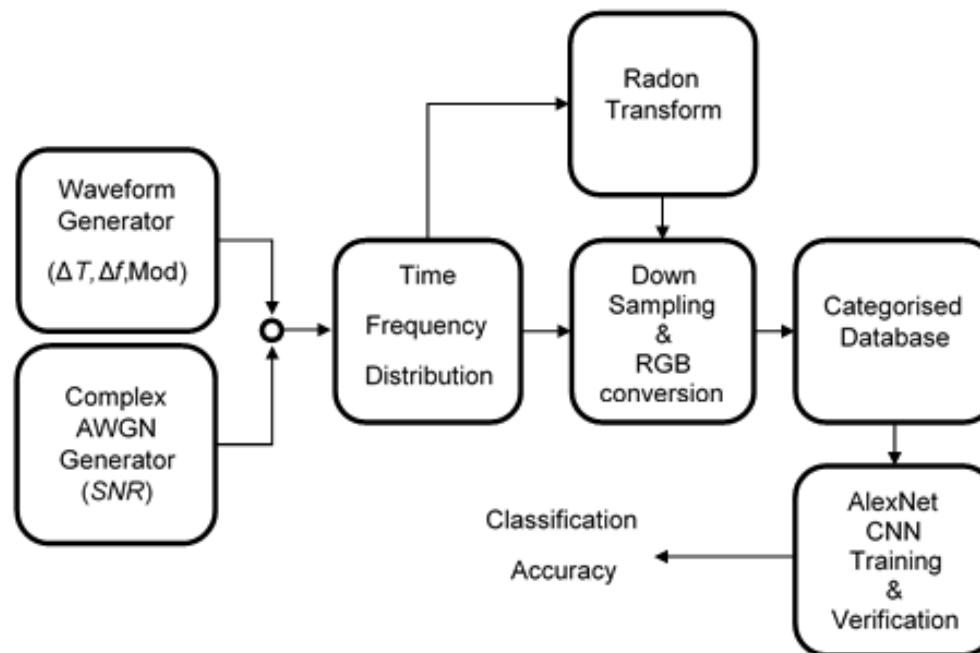 Radon
Transform
Waveform
Generator
(ΔT, Δf,Mod)
Complex
AWGN
Generator
(SNR)
Time
Frequency
Distribution
Down
Sampling
&
RGB
conversion
Categorised
Database
AlexNet
CNN
Training
&
Verification
Classification
Accuracy